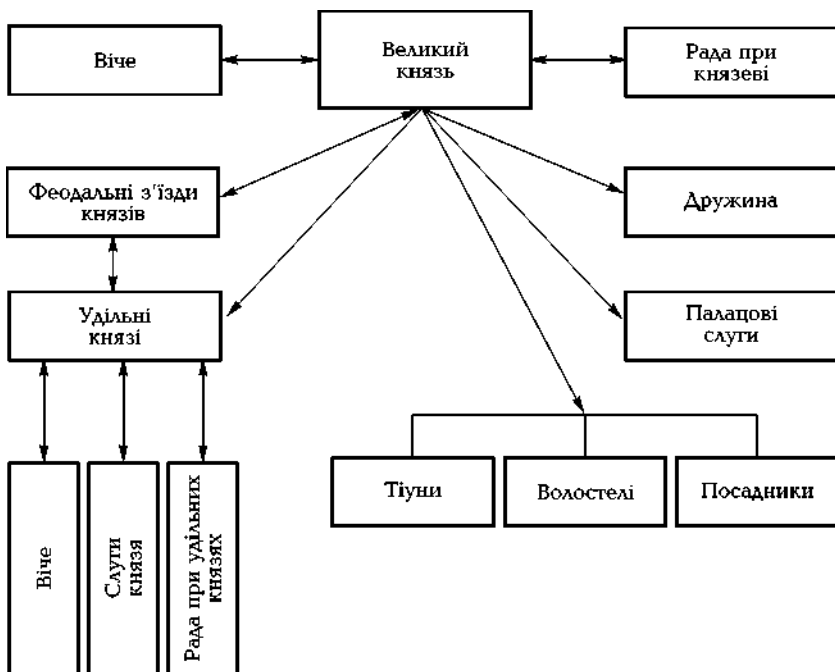 Віче
Великий
князь
Рада при
князеві
Феодальні з'їзди
князів
Дружина
Удільні
князі
Палацові
слуги
Тіуни
Волостелі
Посадники
Віче
Слуги
князя
Рада при удільних
князях